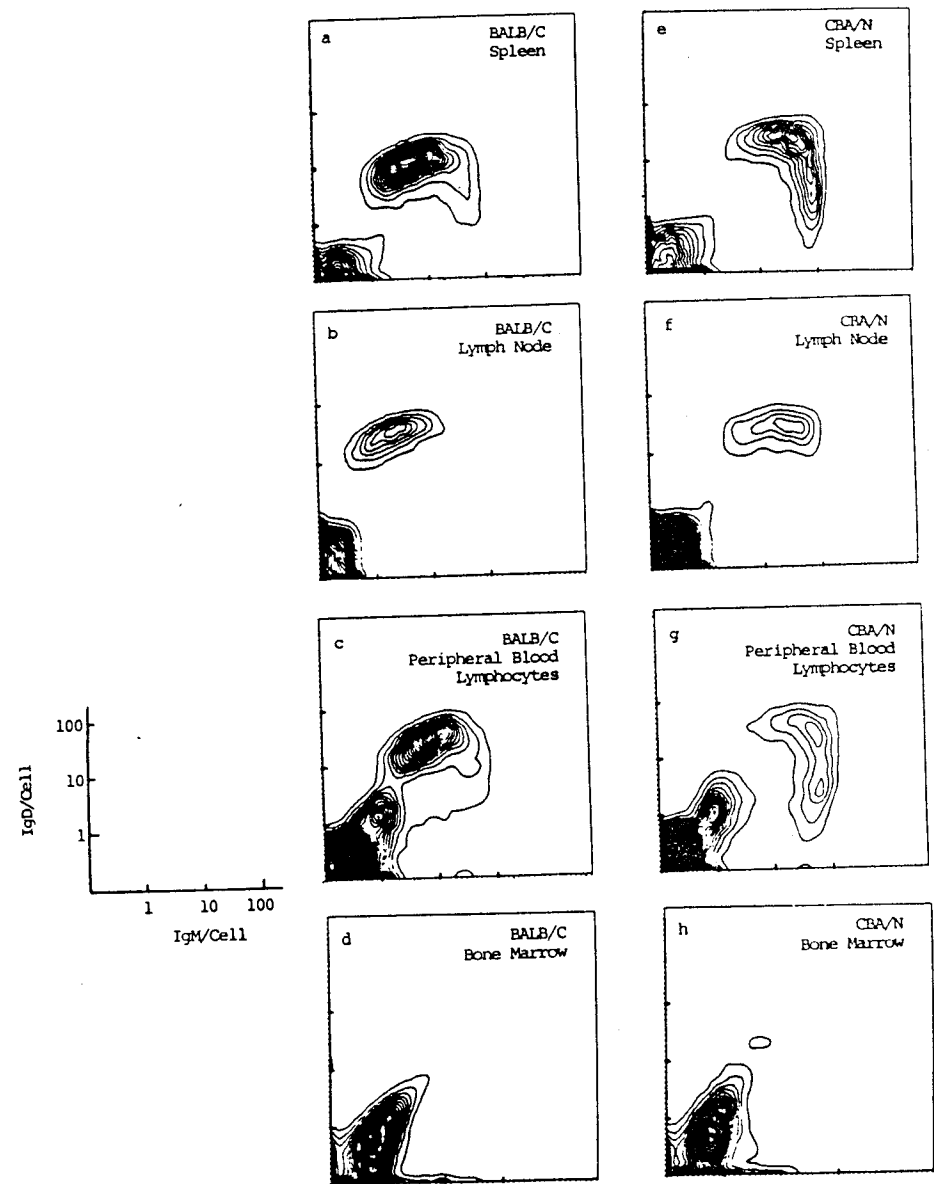 a
BALB/C
Spleen
e
CBA/N
Spleen
b
BALB/C
Lymph Node
f
CBA/N
Lymph Node
c
BALB/C
Peripheral Blood
Lymphocytes
g
CBA/N
Peripheral Blood
Lymphocytes
IgD/Cell
100
10
1
1 10 100
IgM/Cell
d
BALB/C
Bone Marrow
h
CBA/N
Bone Marrow